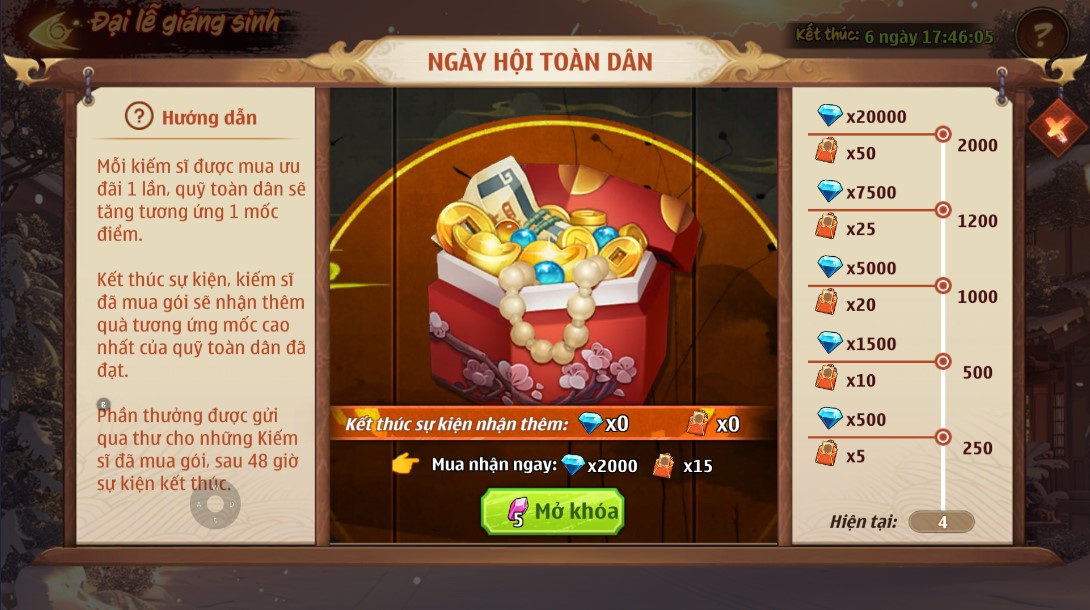 Đại lễ giáng sinh
Kết thúc: 6 ngày 17:46:05
?
NGÀY HỘI TOÀN DÂN
? Hướng dẫn
Mỗi kiếm sĩ được mua ưu
đãi 1 lần, quỹ toàn dân sẽ
tăng tương ứng 1 mốc
điểm.
Kết thúc sự kiện, kiếm sĩ
đã mua gói sẽ nhận thêm
quà tương ứng mốc cao
nhất của quỹ toàn dân đã
đạt.
Phần thưởng được gửi
qua thư cho những Kiếm
sĩ đã mua gói, sau 48 giờ
sự kiện kết thúc.
Kết thúc sự kiện nhận thêm: x0 x0
Mua nhận ngay: x2000 x15
5 Mở khóa
x20000
2000
x50
x7500
1200
x25
x5000
1000
x20
x1500
500
x10
x500
250
x5
Hiện tại: 4